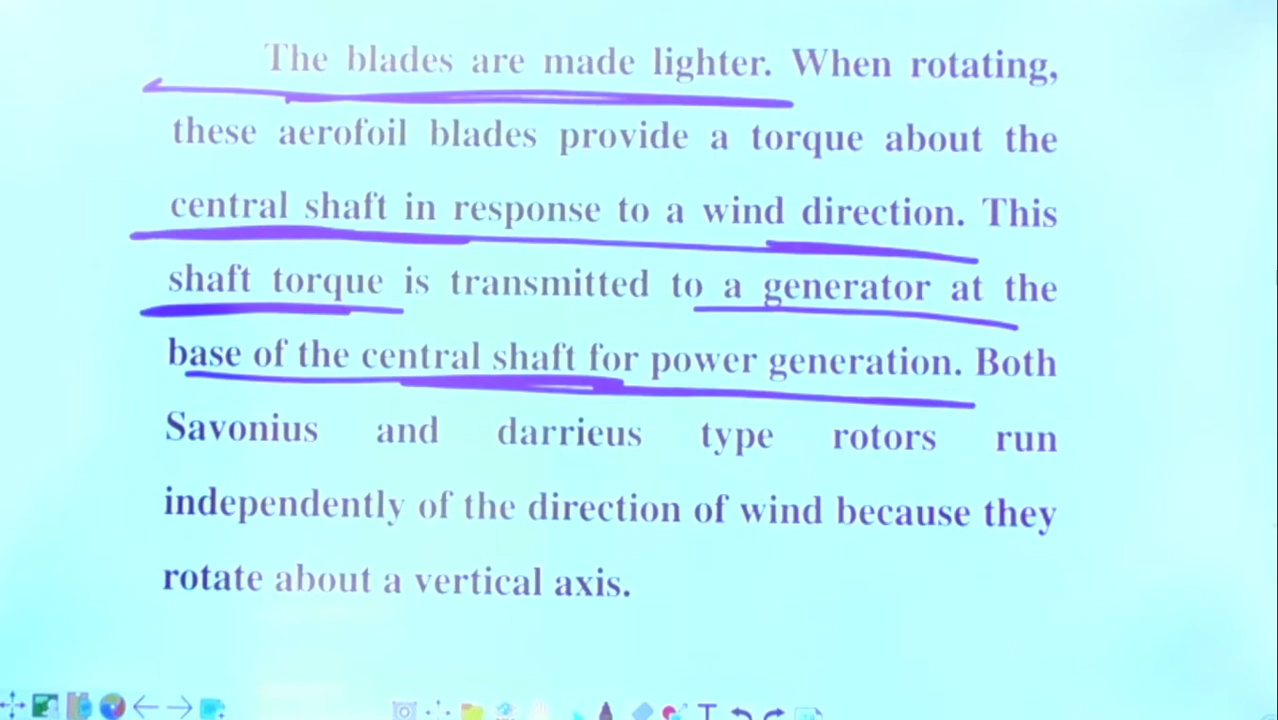 The blades are made lighter. When rotating,
these aerofoil blades provide a torque about the
central shaft in response to a wind direction. This
shaft torque is transmitted to a generator at the
base of the central shaft for power generation. Both
Savonius and darrieus type rotors run
independently of the direction of wind because they
rotate about a vertical axis.